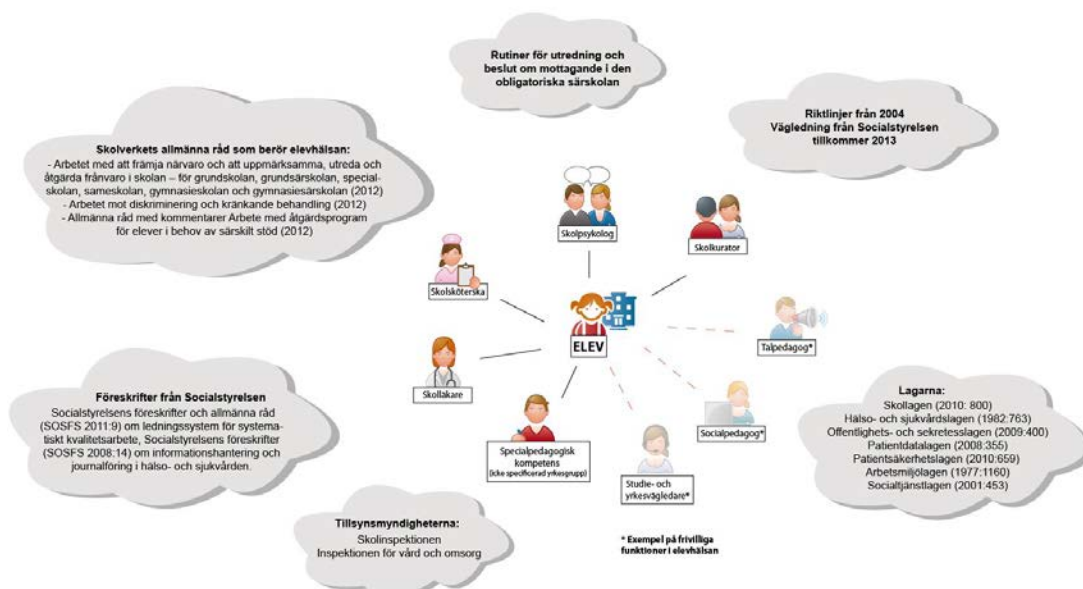 Rutiner för utredning och
beslut om mottagande i den
obligatoriska särskolan
Riktlinjer från 2004
Vägledning från Socialstyrelsen
tillkommer 2013
Skolverkets allmänna råd som berör elevhälsan:
- Arbetet med att främja närvaro och att uppmärksamma, utreda och
åtgärda frånvaro i skolan – för grundskolan, grundsärskolan, special-
skolan, sameskolan, gymnasieskolan och gymnasiesärskolan (2012)
- Arbetet mot diskriminering och kränkande behandling (2012)
- Allmänna råd med kommentarer Arbete med åtgärdsprogram
för elever i behov av särskilt stöd (2012)
Skolpsykolog
Skolkurator
Skolsköterska
ELEV
Talpedagog*
Skolläkare
Socialpedagog*
Specialpedagogisk
kompetens
(icke specificerad yrkesgrupp)
Studie- och
yrkesvägledare*
Föreskrifter från Socialstyrelsen
Socialstyrelsens föreskrifter och allmänna råd
(SOSFS 2011:9) om ledningssystem för systema-
tiskt kvalitetsarbete, Socialstyrelsens föreskrifter
(SOSFS 2008:14) om informationshantering och
journalföring i hälso- och sjukvården.
Lagarna:
Skollagen (2010: 800)
Hälso- och sjukvårdslagen (1982:763)
Offentlighets- och sekretesslagen (2009:400)
Patientdatalagen (2008:355)
Patientsäkerhetslagen (2010:659)
Arbetsmiljölagen (1977:1160)
Socialtjänstlagen (2001:453)
Tillsynsmyndigheterna:
Skolinspektionen
Inspektionen för vård och omsorg
* Exempel på frivilliga
funktioner i elevhälsan